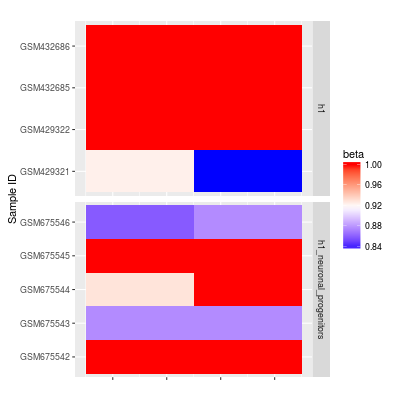 Sample ID
GSM432686
GSM432685
GSM429322
GSM429321
h1
GSM675546
GSM675545
GSM675544
GSM675543
GSM675542
h1_neuronal_progenitors
beta
1.00
0.96
0.92
0.88
0.84